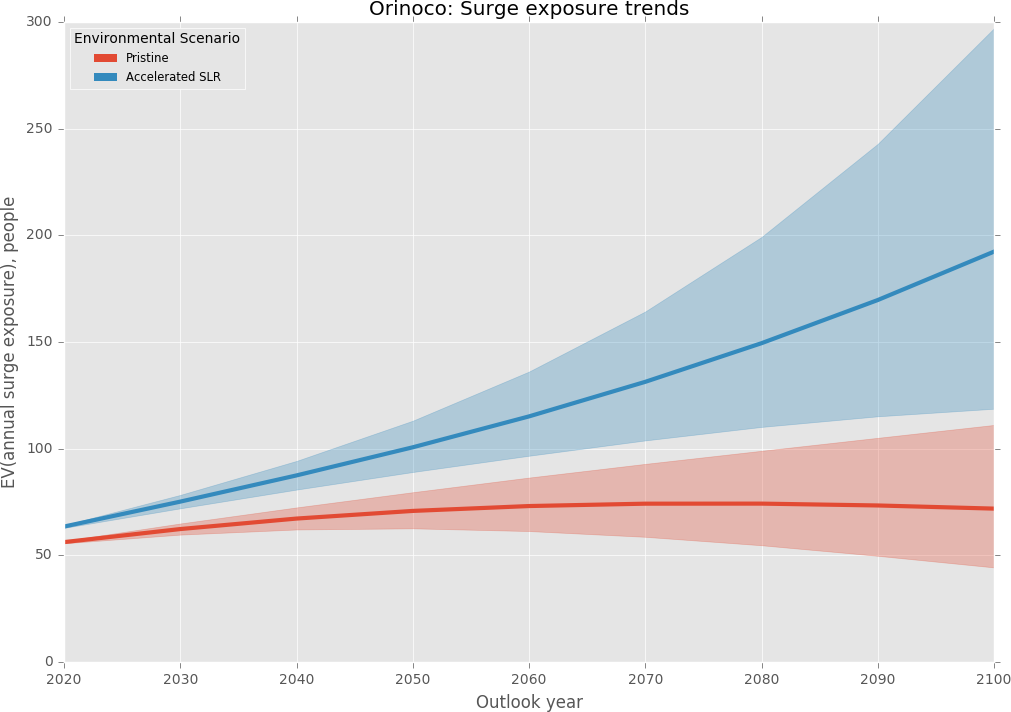 Orinoco: Surge exposure trends
Environmental Scenario
Pristine
Accelerated SLR
EV(annual surge exposure), people
300
250
200
150
100
50
0
2020 2030 2040 2050 2060 2070 2080 2090 2100
Outlook year